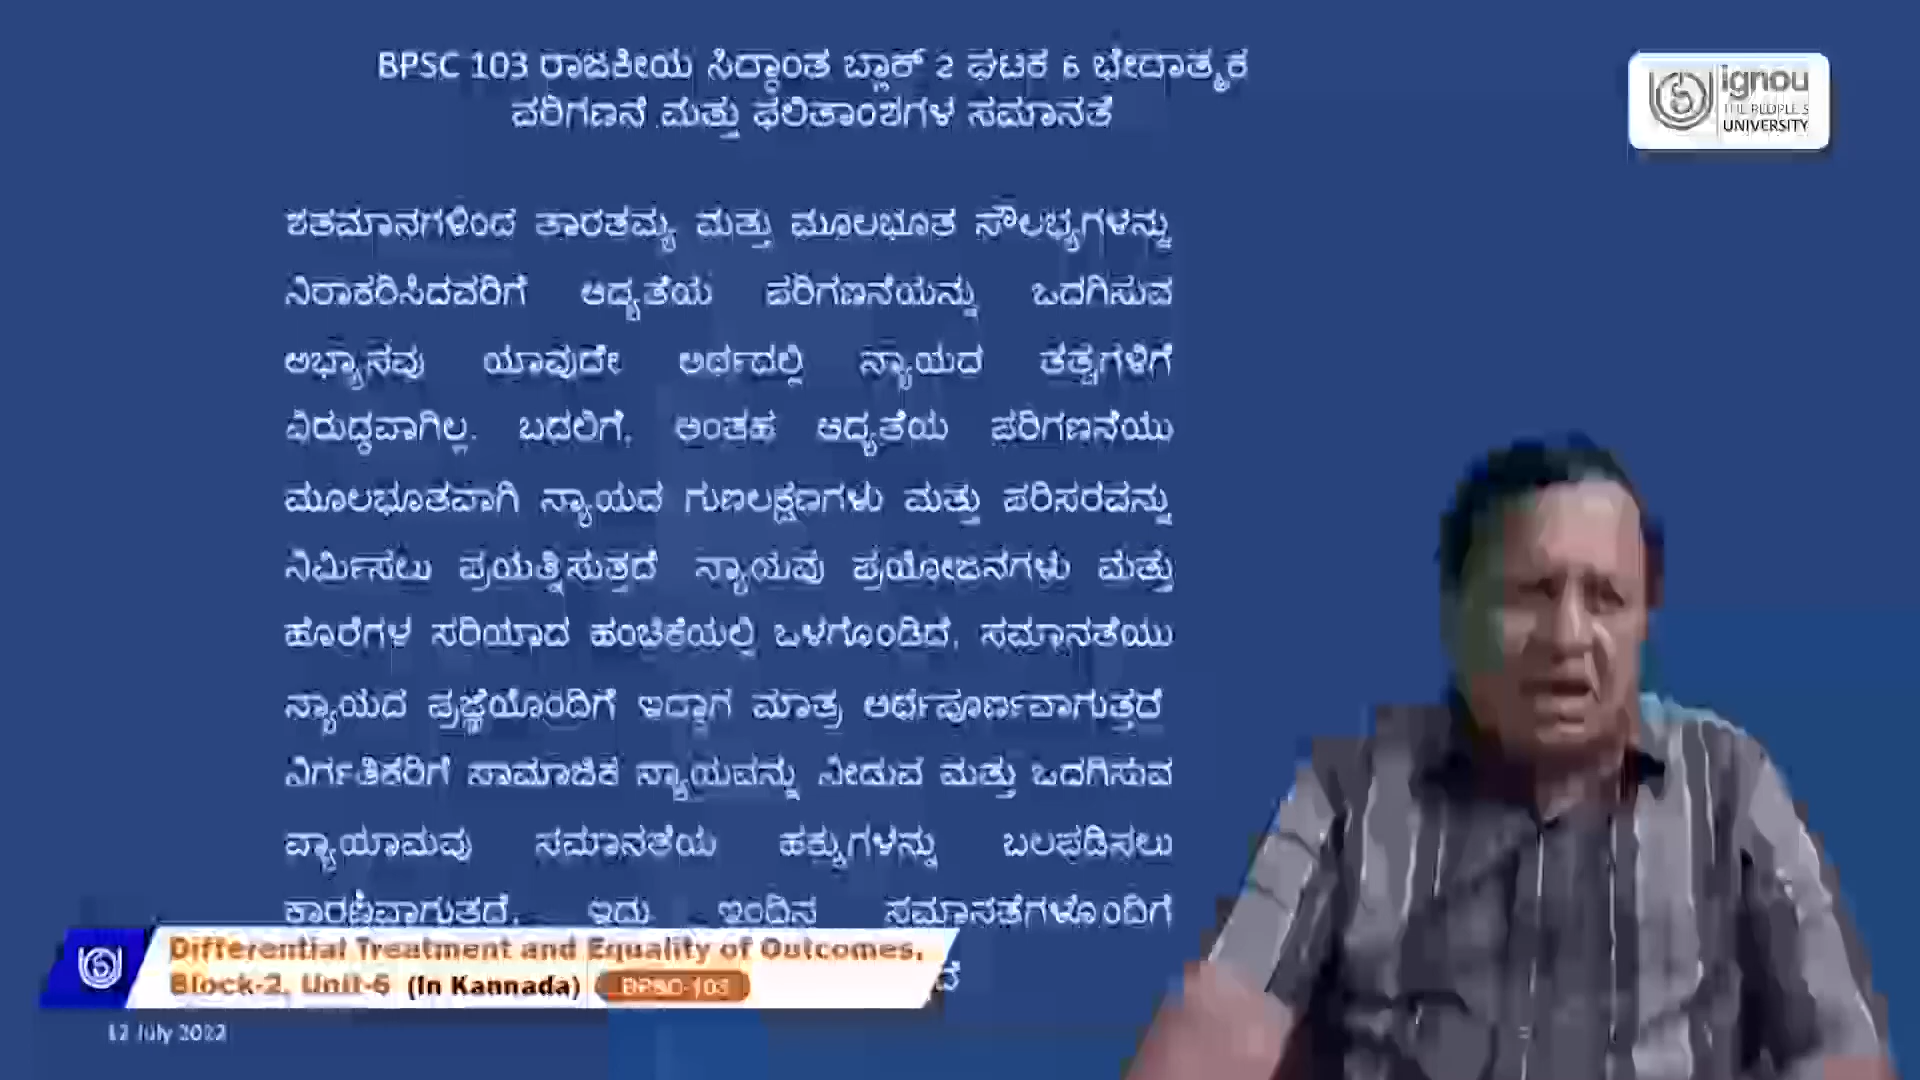 BPSC 103 ರಾಜಕೀಯ ಸಿದ್ಧಾಂತ ಬ್ಲಾಕ್ 2 ಘಟಕ 6 ಭೇದಾತ್ಮಕ
ಪರಿಗಣನೆ ಮತ್ತು ಫಲಿತಾಂಶಗಳ ಸಮಾನತೆ
ignou
THE PEOPLE'S
UNIVERSITY
ಶತಮಾನಗಳಿಂದ ತಾರತಮ್ಯ ಮತ್ತು ಮೂಲಭೂತ ಸೌಲಭ್ಯಗಳನ್ನು
ನಿರಾಕರಿಸಿದವರಿಗೆ ಆದ್ಯತೆಯ ಪರಿಗಣನೆಯನ್ನು ಒದಗಿಸುವ
ಅಭ್ಯಾಸವು ಯಾವುದೇ ಅರ್ಥದಲ್ಲಿ ನ್ಯಾಯದ ತತ್ವಗಳಿಗೆ
ವಿರುದ್ಧವಾಗಿಲ್ಲ. ಬದಲಿಗೆ, ಅಂತಹ ಆದ್ಯತೆಯ ಪರಿಗಣನೆಯು
ಮೂಲಭೂತವಾಗಿ ನ್ಯಾಯದ ಗುಣಲಕ್ಷಣಗಳು ಮತ್ತು ಪರಿಸರವನ್ನು
ನಿರ್ಮಿಸಲು ಪ್ರಯತ್ನಿಸುತ್ತದೆ ನ್ಯಾಯವು ಪ್ರಯೋಜನಗಳು ಮತ್ತು
ಹೊರೆಗಳ ಸರಿಯಾದ ಹಂಚಿಕೆಯಲ್ಲಿ ಒಳಗೊಂಡಿದೆ. ಸಮಾನತೆಯು
ನ್ಯಾಯದ ಪ್ರಜ್ಞೆಯೊಂದಿಗೆ ಇದ್ದಾಗ ಮಾತ್ರ ಅರ್ಥಪೂರ್ಣವಾಗುತ್ತದೆ
ನಿರ್ಗತಿಕರಿಗೆ ಸಾಮಾಜಿಕ ನ್ಯಾಯವನ್ನು ನೀಡುವ ಮತ್ತು ಒದಗಿಸುವ
ವ್ಯಾಯಾಮವು ಸಮಾನತೆಯ ಹಕ್ಕುಗಳನ್ನು ಬಲಪಡಿಸಲು
ಕಾರಣವಾಗುತ್ತದೆ. ಇದು ಇಂದಿನ ಸಮಾಸತೆಗಳೊಂದಿಗೆ
Differential Treatment and Equality of Outcomes,
Block-2, Unit-6 (In Kannada) BPSC-103
12 July 2022